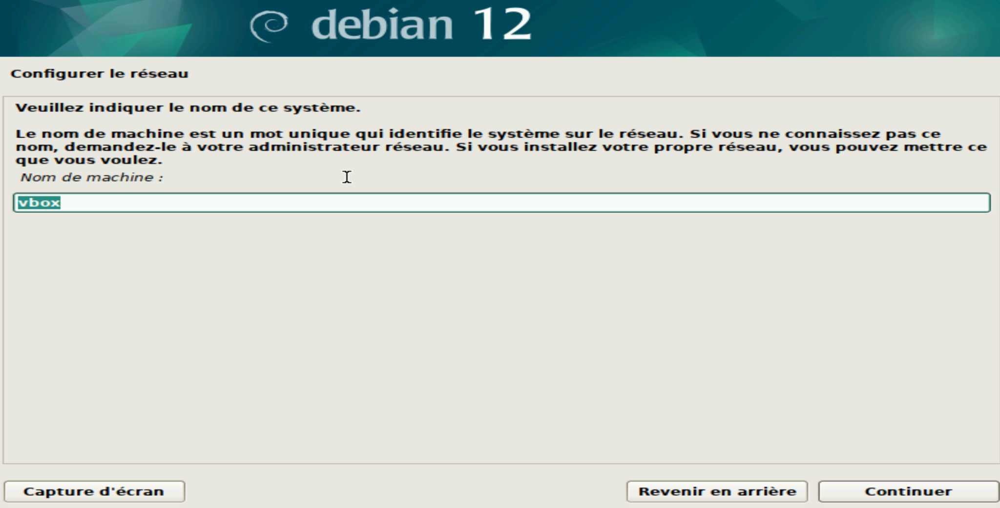 debian 12
Configurer le réseau
Veuillez indiquer le nom de ce système.
Le nom de machine est un mot unique qui identifie le système sur le réseau. Si vous ne connaissez pas ce
nom, demandez-le à votre administrateur réseau. Si vous installez votre propre réseau, vous pouvez mettre ce
que vous voulez.
Nom de machine :
vbox
Capture d'écran
Revenir en arrière
Continuer